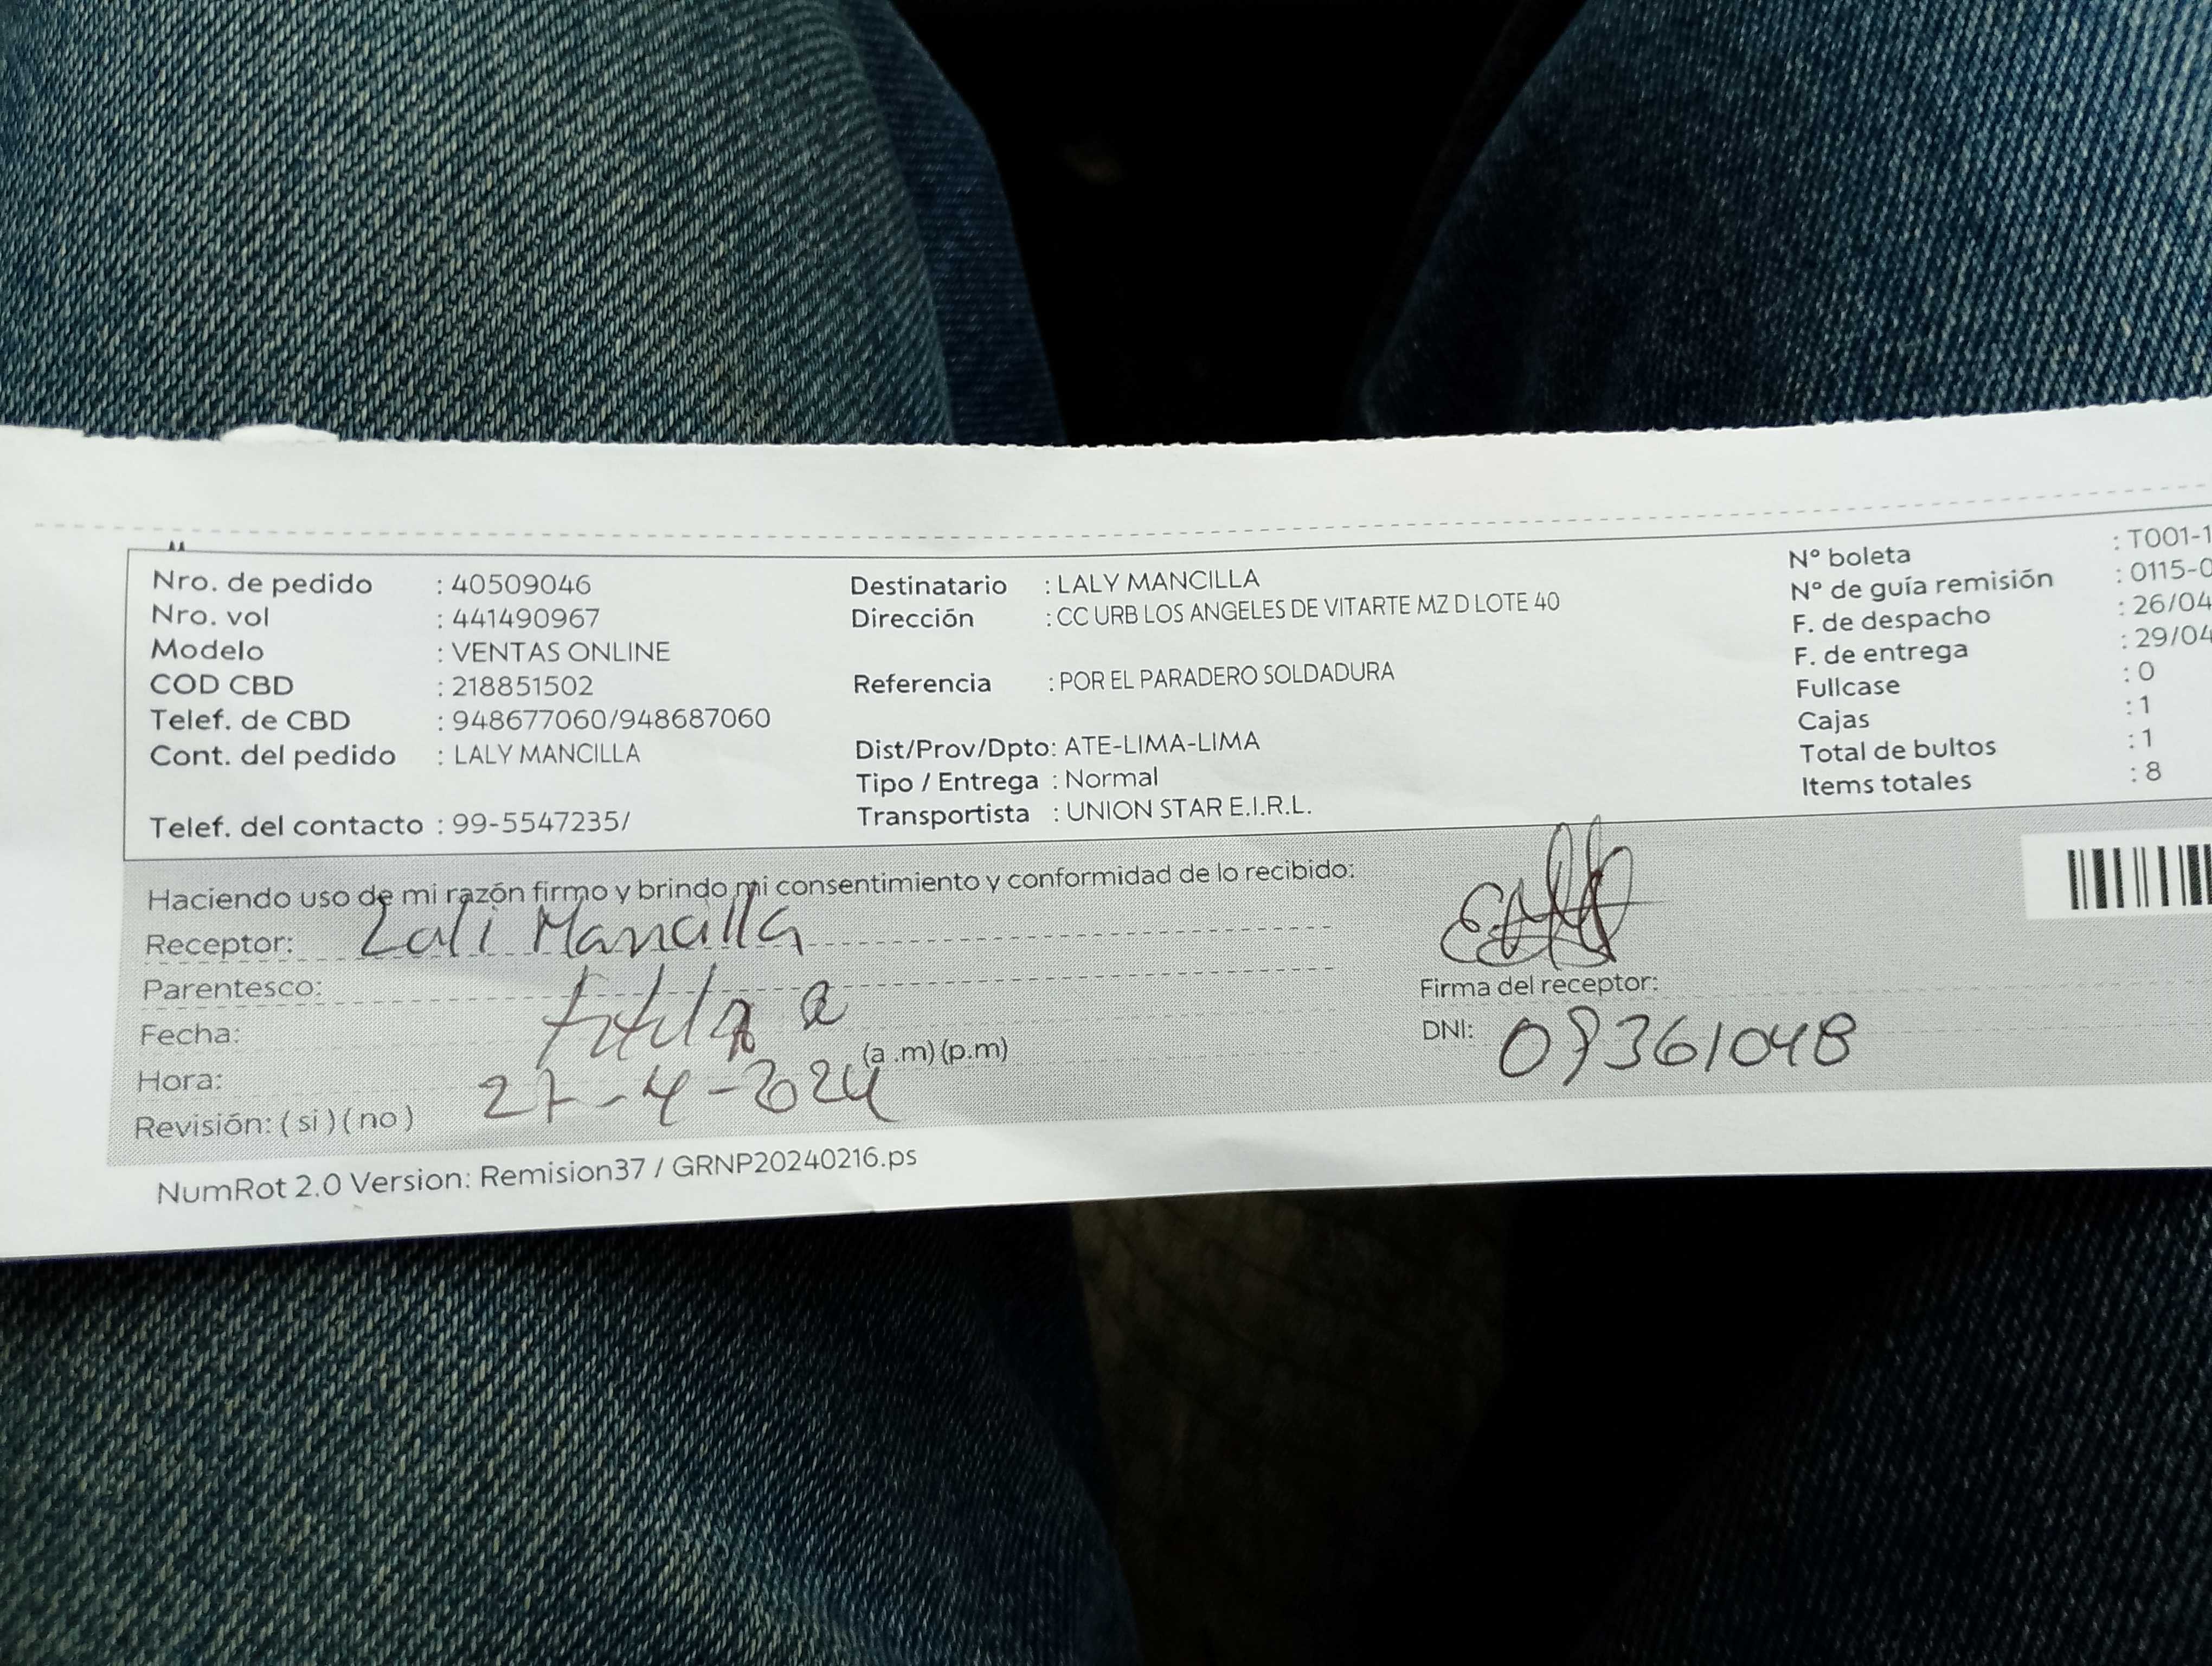 Nro. de pedido : 40509046
Nro. vol : 441490967
Modelo : VENTAS ONLINE
COD CBD : 218851502
Telef. de CBD : 948677060/948687060
Cont. del pedido : LALY MANCILLA
Telef. del contacto : 99-5547235/
Destinatario : LALY MANCILLA
Dirección : CC URB LOS ANGELES DE VITARTE MZ D LOTE 40
Referencia : POR EL PARADERO SOLDADURA
Dist/Prov/Dpto: ATE-LIMA-LIMA
Tipo / Entrega : Normal
Transportista : UNION STAR E.I.R.L.
N° boleta : T001-1
N° de guía remisión : 0115-0
F. de despacho : 26/04
F. de entrega : 29/04
Fullcase : 0
Cajas : 1
Total de bultos : 1
Items totales : 8
Haciendo uso de mi razón firmo y brindo mi consentimiento y conformidad de lo recibido:
Receptor: Lali Mancilla
Parentesco:
Fecha:
Hora: (a .m) (p.m)
27-4-2024
Revisión: ( si ) ( no )
Firma del receptor:
DNI: 09361048
NumRot 2.0 Version: Remision37 / GRNP20240216.ps